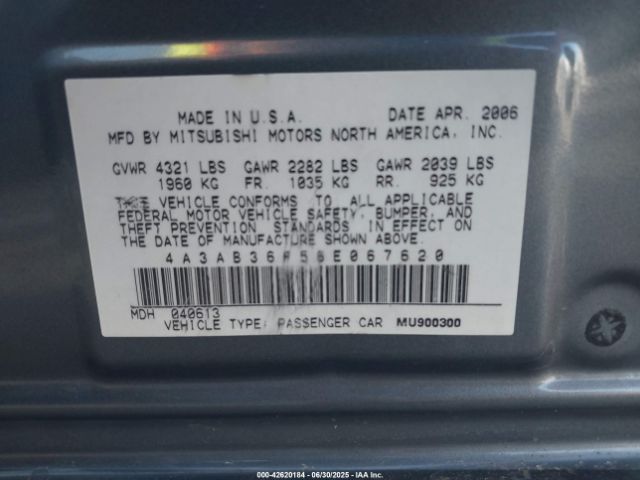 MADE IN U.S.A. DATE APR. 2006
MFD BY MITSUBISHI MOTORS NORTH AMERICA, INC.
GVWR 4321 LBS GAWR 2282 LBS GAWR 2039 LBS
1960 KG FR. 1035 KG RR. 925 KG
VEHICLE CONFORMS TO ALL APPLICABLE
FEDERAL MOTOR VEHICLE SAFETY, BUMPER, AND
THEFT PREVENTION STANDARDS IN EFFECT ON
THE DATE OF MANUFACTURE SHOWN ABOVE.
MDH 040613
VEHICLE TYPE: PASSENGER CAR MU900300
000-42620184 - 06/30/2025 - IAA Inc.